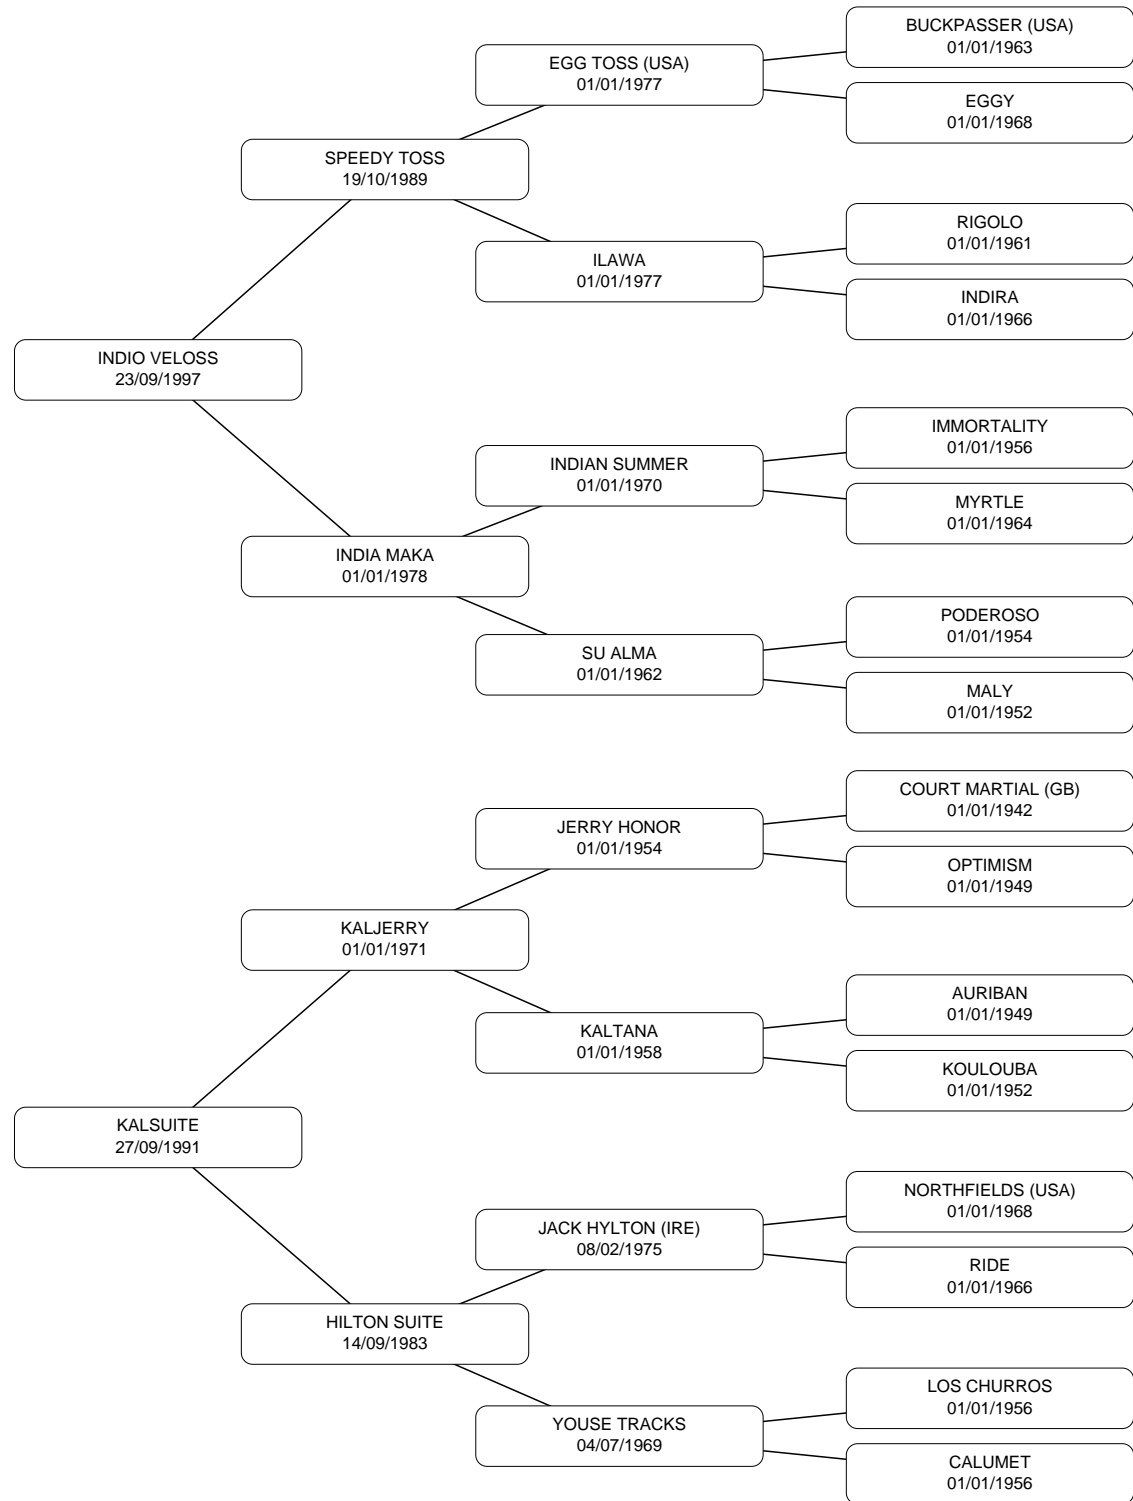 BUCKPASSER (USA)
01/01/1963
EGG TOSS (USA)
01/01/1977
EGGY
01/01/1968
SPEEDY TOSS
19/10/1989
RIGOLO
01/01/1961
ILAWA
01/01/1977
INDIRA
01/01/1966
INDIO VELOSS
23/09/1997
IMMORTALITY
01/01/1956
INDIAN SUMMER
01/01/1970
MYRTLE
01/01/1964
INDIA MAKA
01/01/1978
PODEROSO
01/01/1954
SU ALMA
01/01/1962
MALY
01/01/1952
COURT MARTIAL (GB)
01/01/1942
JERRY HONOR
01/01/1954
OPTIMISM
01/01/1949
KALJERRY
01/01/1971
AURIBAN
01/01/1949
KALTANA
01/01/1958
KOULOUBA
01/01/1952
KALSUITE
27/09/1991
NORTHFIELDS (USA)
01/01/1968
JACK HYLTON (IRE)
08/02/1975
RIDE
01/01/1966
HILTON SUITE
14/09/1983
LOS CHURROS
01/01/1956
YOUSE TRACKS
04/07/1969
CALUMET
01/01/1956